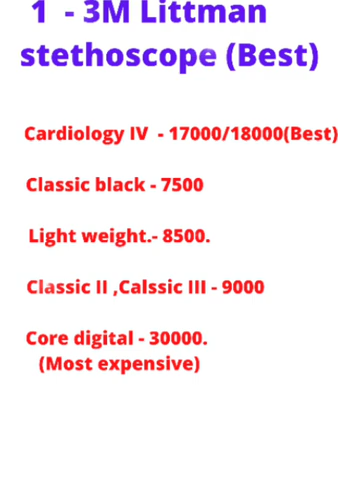 1 - 3M Littman
stethoscope (Best)
Cardiology IV - 17000/18000(Best)
Classic black - 7500
Light weight.- 8500.
Classic II ,Calssic III - 9000
Core digital - 30000.
(Most expensive)